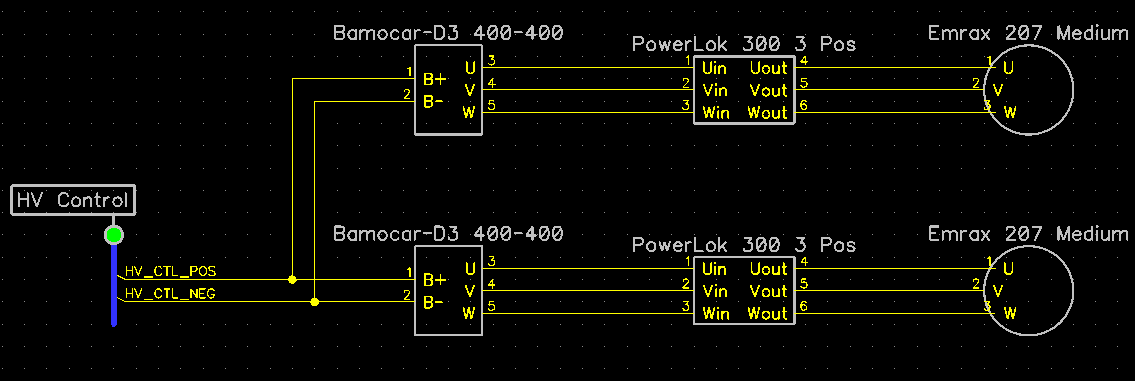 Bamocar-D3 400-400
PowerLok 300 3 Pos
Emrax 207 Medium
1 B+ U 3
2 B- V 4
W 5
1 Uin Uout 4
2 Vin Vout 5
3 Win Wout 6
1 U
2 V
3 W
HV Control
HV_CTL_POS
HV_CTL_NEG
Bamocar-D3 400-400
PowerLok 300 3 Pos
Emrax 207 Medium
1 B+ U 3
2 B- V 4
W 5
1 Uin Uout 4
2 Vin Vout 5
3 Win Wout 6
1 U
2 V
3 W